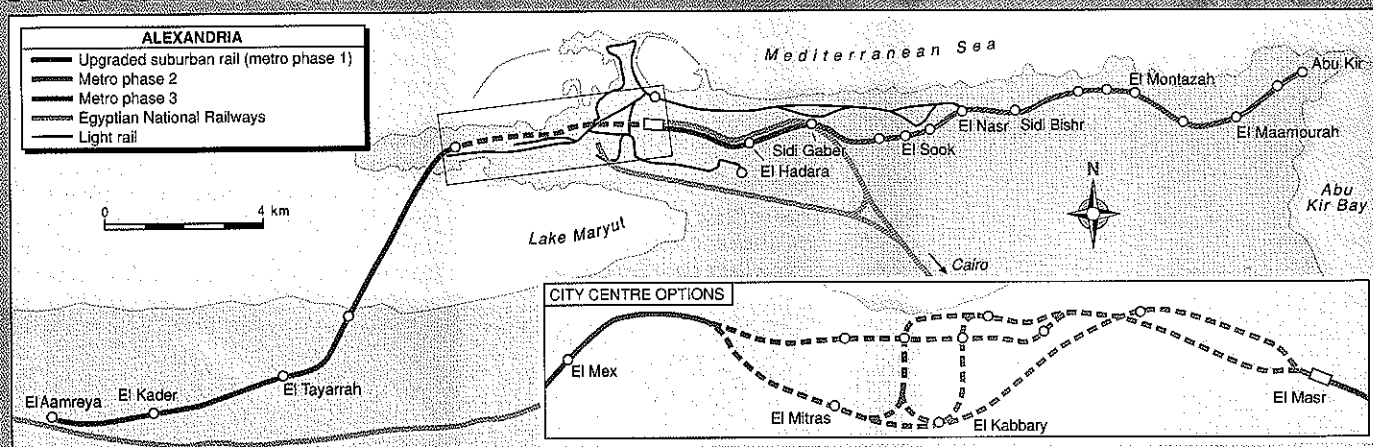 ALEXANDRIA
Upgraded suburban rail (metro phase 1)
Metro phase 2
Metro phase 3
Egyptian National Railways
Light rail
0 4 km
Mediterranean Sea
Abu Kir
El Montazah
El Maamourah
Sidi Bishr
El Nasr
El Sook
Sidi Gaber
El Hadara
N
Abu
Kir Bay
Lake Maryut
Cairo
El Tayarrah
El Kader
El Aamreya
CITY CENTRE OPTIONS
El Mex
El Mitras
El Kabbary
El Masr